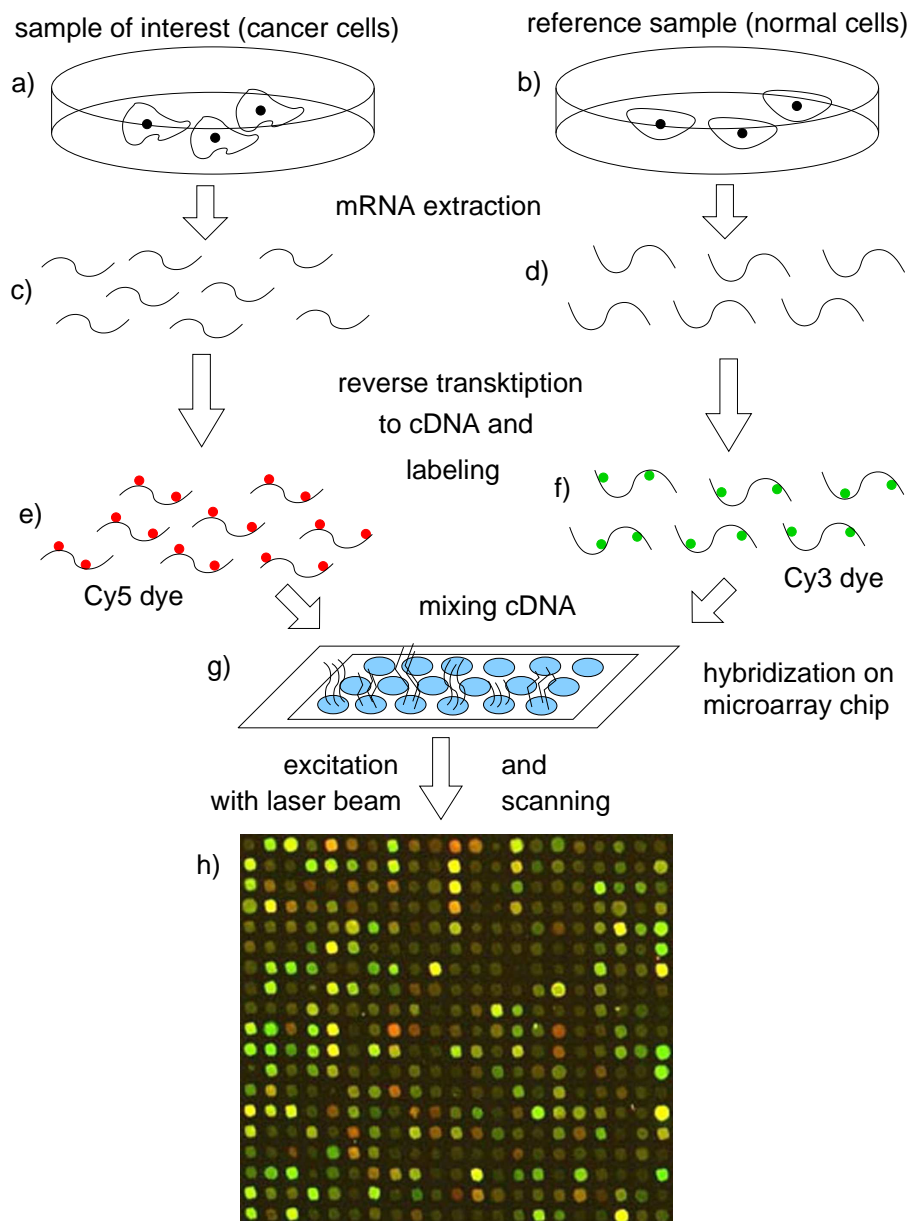 sample of interest (cancer cells)
reference sample (normal cells)
a)
b)
mRNA extraction
c)
d)
reverse transktiption
to cDNA and
labeling
e)
f)
Cy5 dye
Cy3 dye
mixing cDNA
g)
hybridization on
microarray chip
excitation and
with laser beam scanning
h)